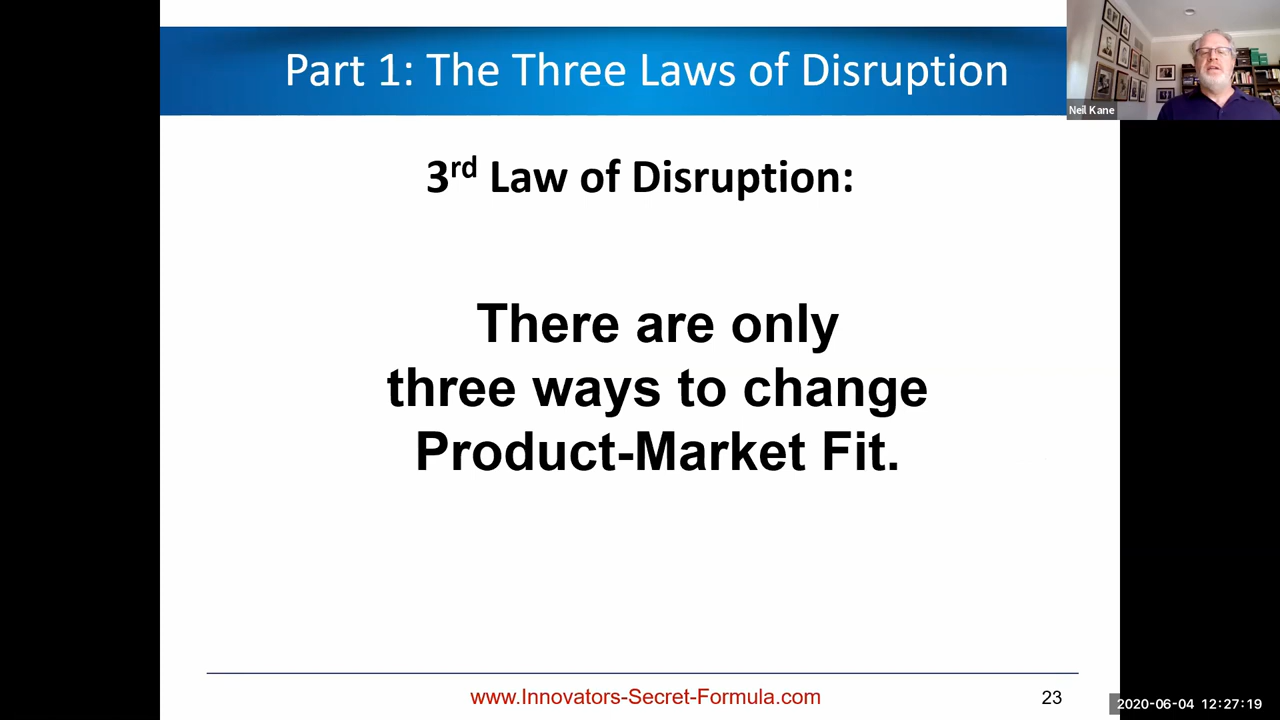 Part 1: The Three Laws of Disruption
Neil Kane
3rd Law of Disruption:
There are only
three ways to change
Product-Market Fit.
www.Innovators-Secret-Formula.com
23
2020-06-04 12:27:19